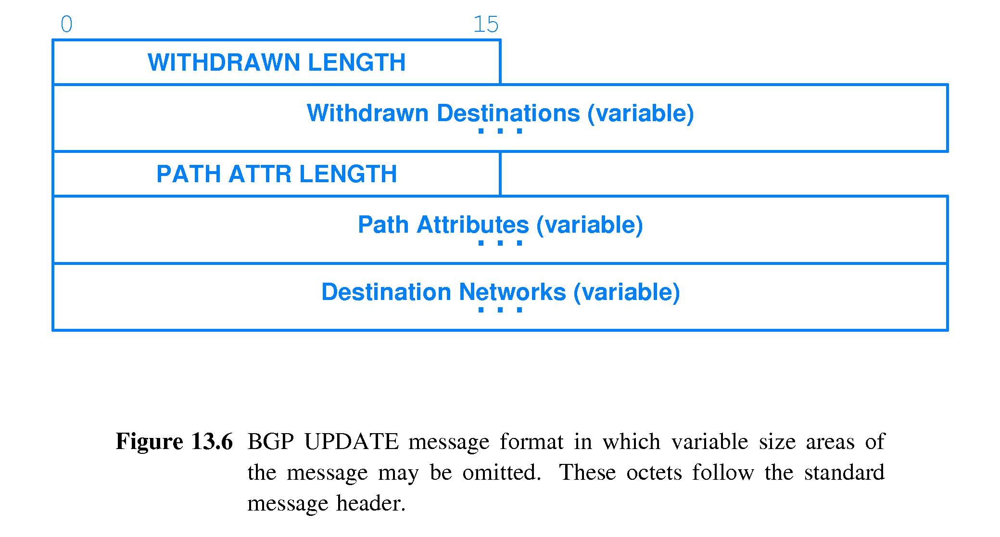 0 15
WITHDRAWN LENGTH
Withdrawn Destinations (variable)
. . .
PATH ATTR LENGTH
Path Attributes (variable)
. . .
Destination Networks (variable)
. . .
Figure 13.6 BGP UPDATE message format in which variable size areas of
the message may be omitted. These octets follow the standard
message header.